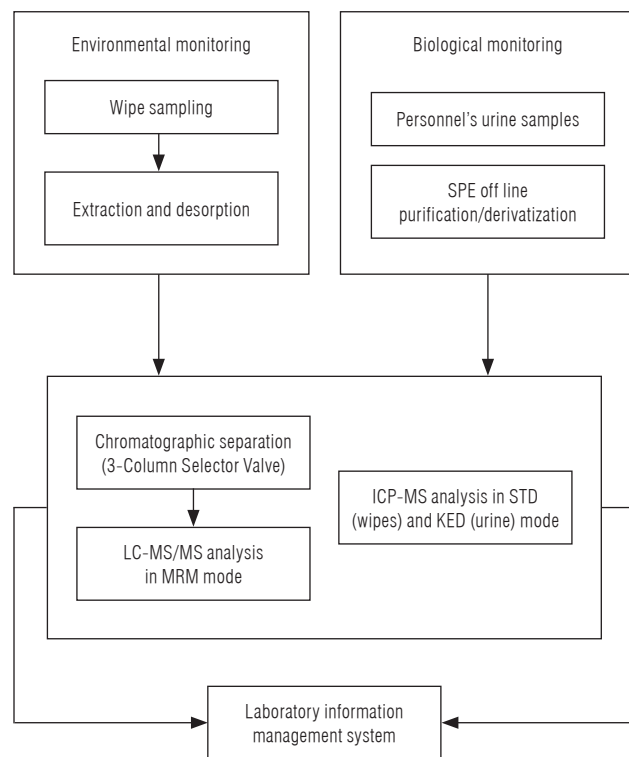 Environmental monitoring
Wipe sampling
Extraction and desorption
Biological monitoring
Personnel's urine samples
SPE off line
purification/derivatization
Chromatographic separation
(3-Column Selector Valve)
LC-MS/MS analysis
in MRM mode
ICP-MS analysis in STD
(wipes) and KED (urine) mode
Laboratory information
management system